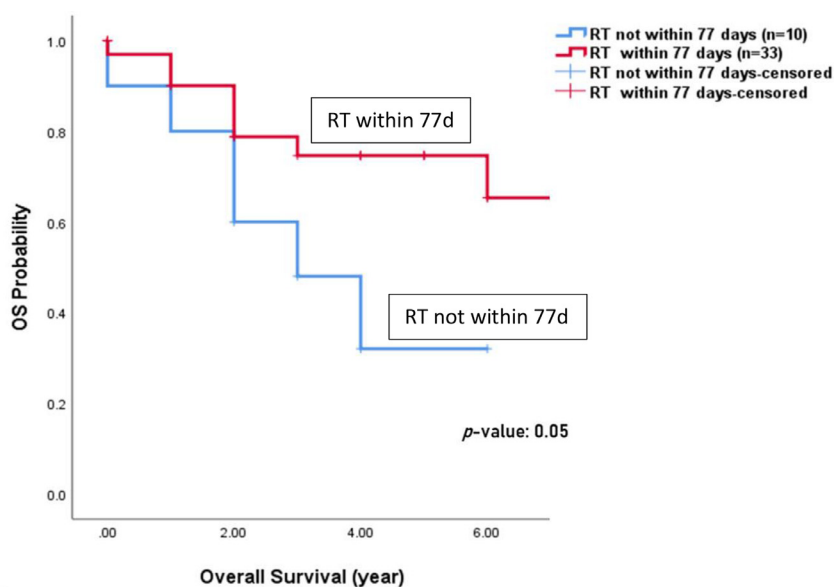 RT not within 77 days (n=10)
RT within 77 days (n=33)
RT not within 77 days-censored
RT within 77 days-censored
1.0
0.8
0.6
0.4
0.2
0.0
OS Probability
RT within 77d
RT not within 77d
p-value: 0.05
.00
2.00
4.00
6.00
Overall Survival (year)